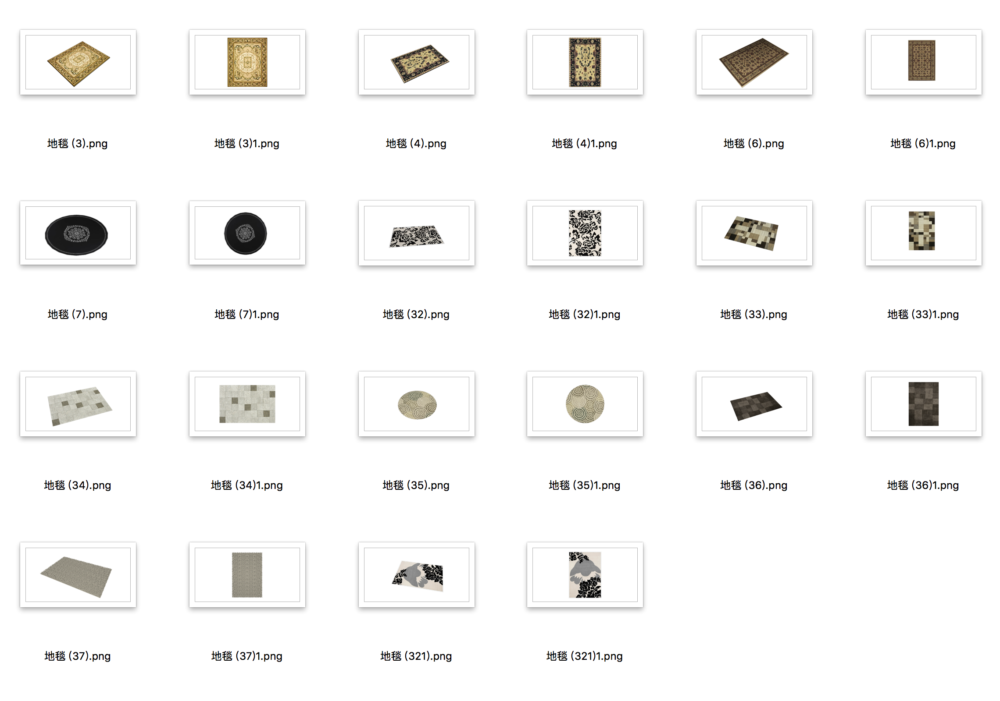 地毯 (3).png
地毯 (3)1.png
地毯 (4).png
地毯 (4)1.png
地毯 (6).png
地毯 (6)1.png
地毯 (7).png
地毯 (7)1.png
地毯 (32).png
地毯 (32)1.png
地毯 (33).png
地毯 (33)1.png
地毯 (34).png
地毯 (34)1.png
地毯 (35).png
地毯 (35)1.png
地毯 (36).png
地毯 (36)1.png
地毯 (37).png
地毯 (37)1.png
地毯 (321).png
地毯 (321)1.png